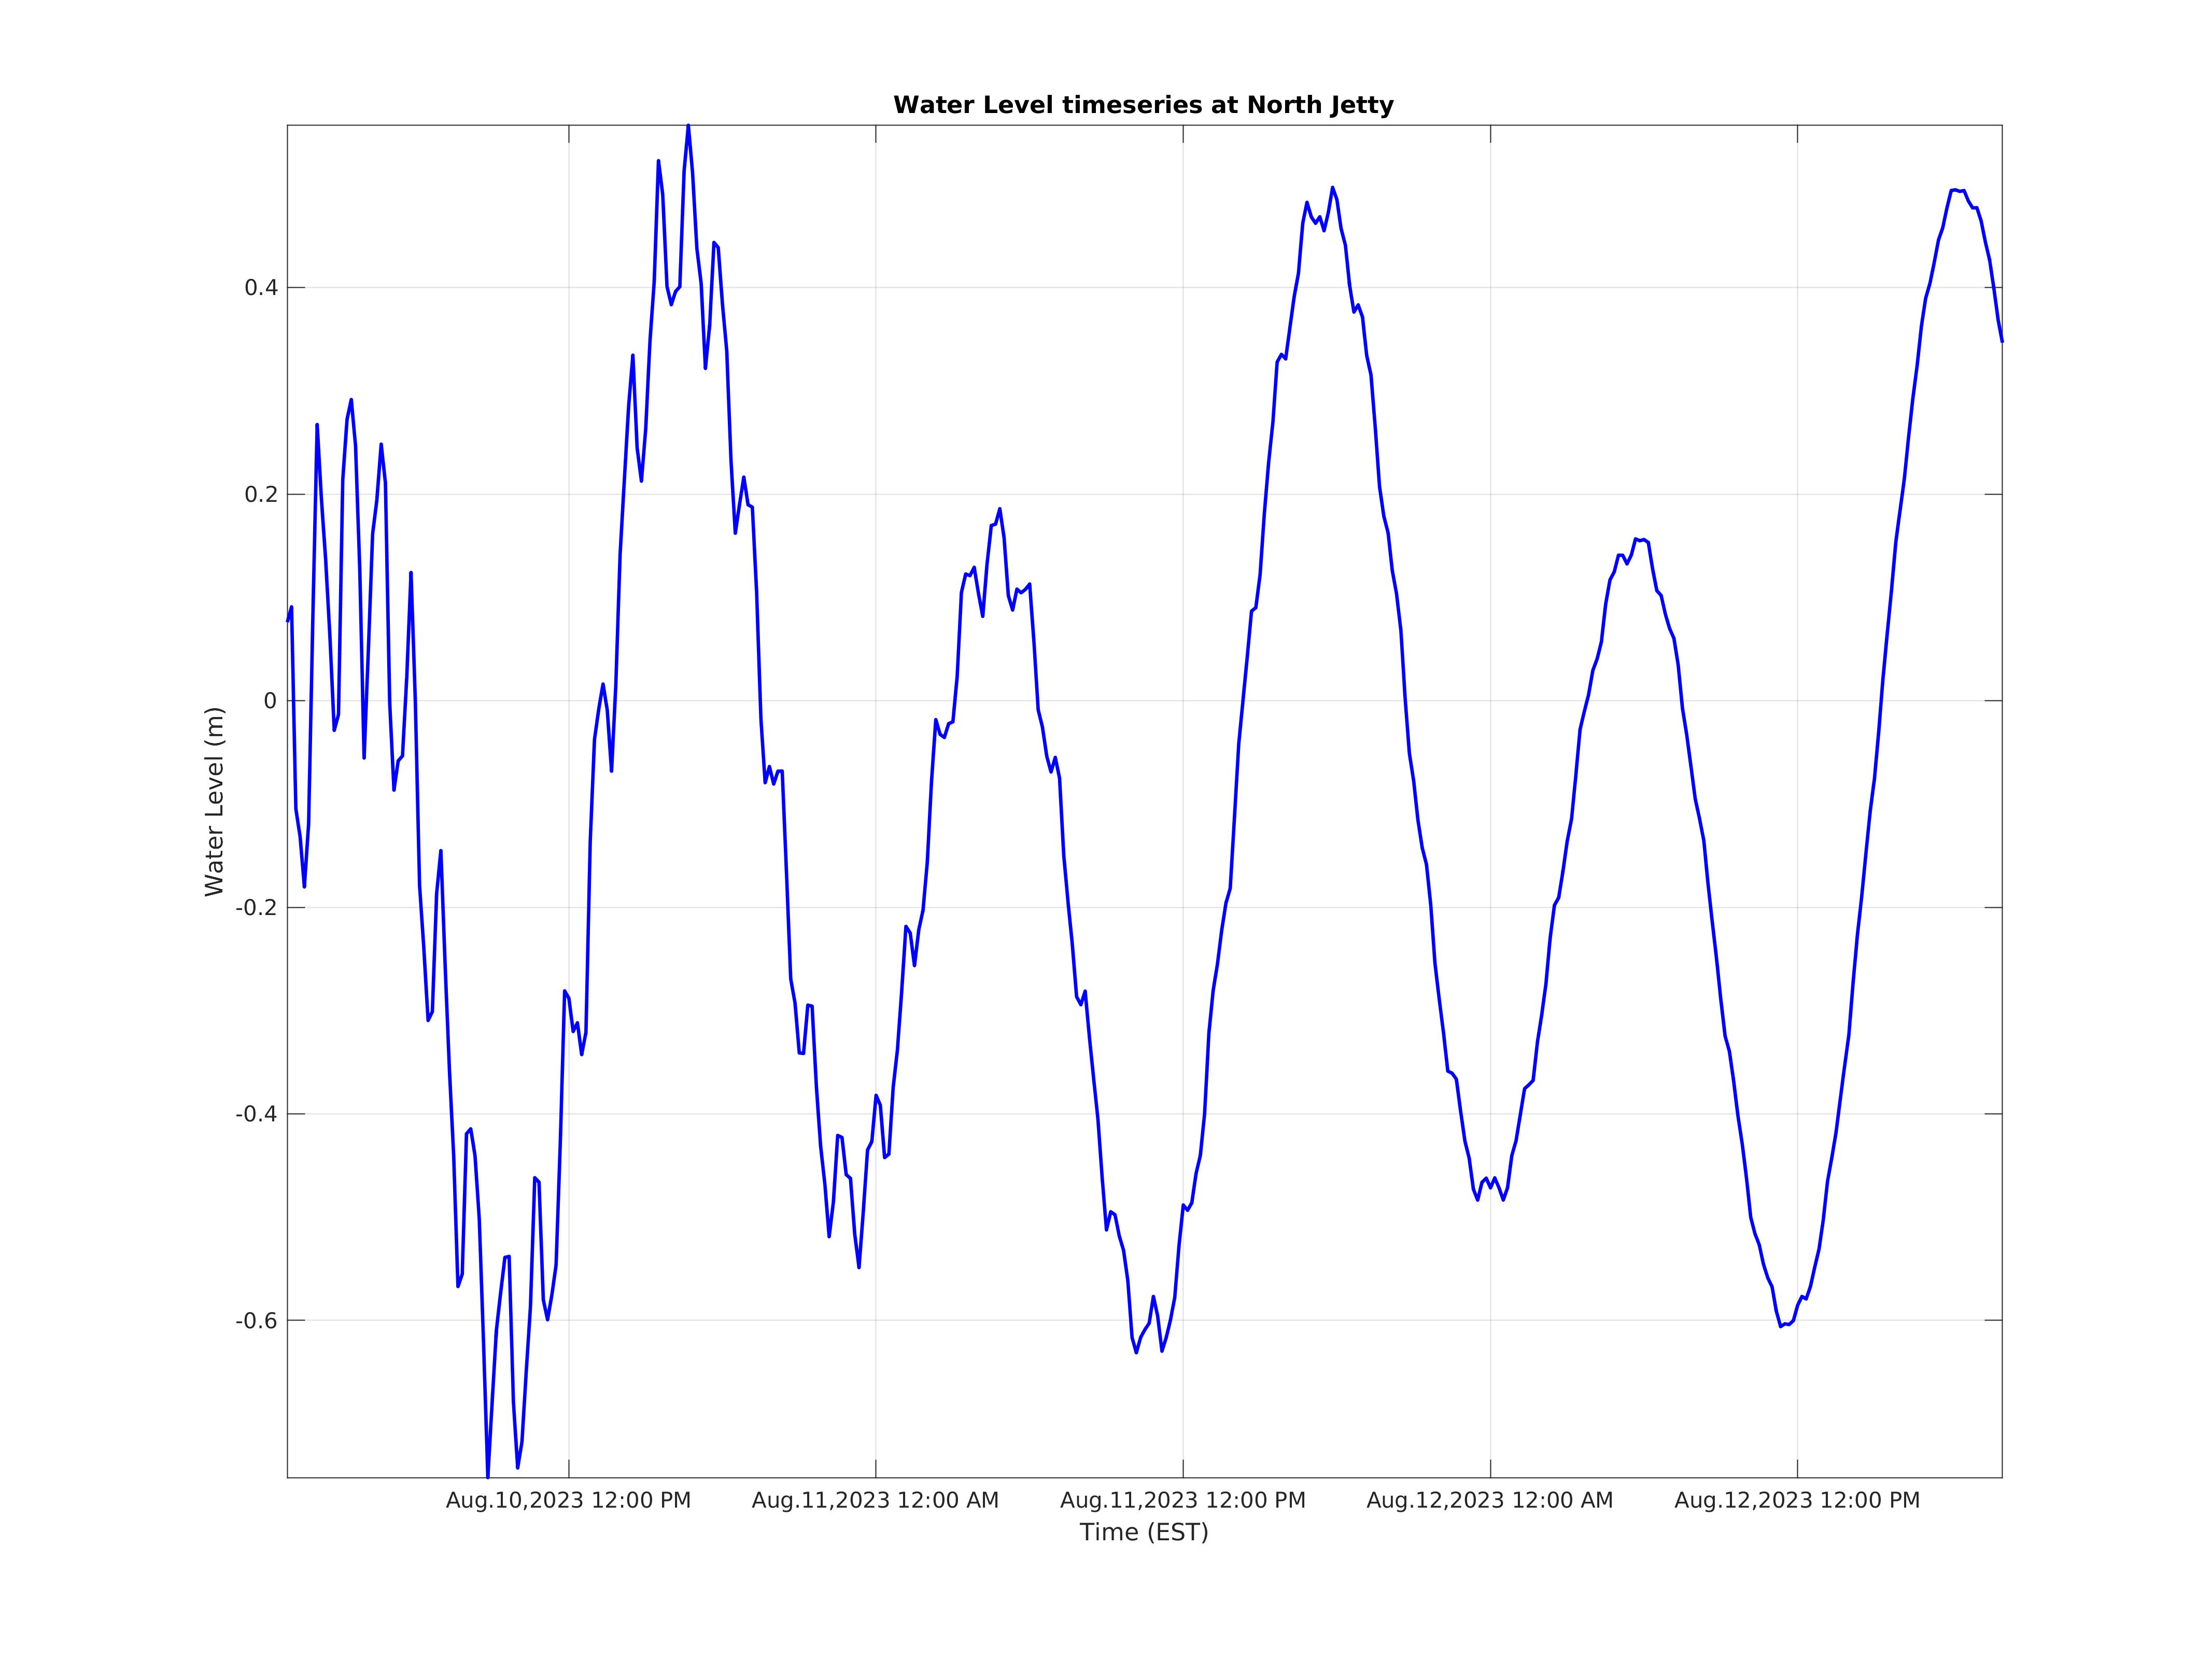 Water Level timeseries at North Jetty
0.4
0.2
0
-0.2
-0.4
-0.6
Water Level (m)
Aug.10,2023 12:00 PM
Aug.11,2023 12:00 AM
Aug.11,2023 12:00 PM
Aug.12,2023 12:00 AM
Aug.12,2023 12:00 PM
Time (EST)